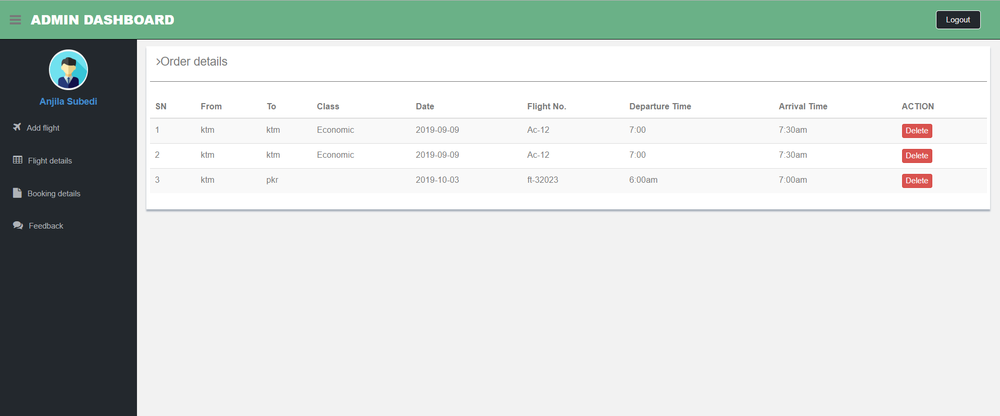 ADMIN DASHBOARD
Logout
Anjila Subedi
Add flight
Flight details
Booking details
Feedback
>Order details
SN From To Class Date Flight No. Departure Time Arrival Time ACTION
1 ktm ktm Economic 2019-09-09 Ac-12 7:00 7:30am Delete
2 ktm ktm Economic 2019-09-09 Ac-12 7:00 7:30am Delete
3 ktm pkr 2019-10-03 ft-32023 6:00am 7:00am Delete